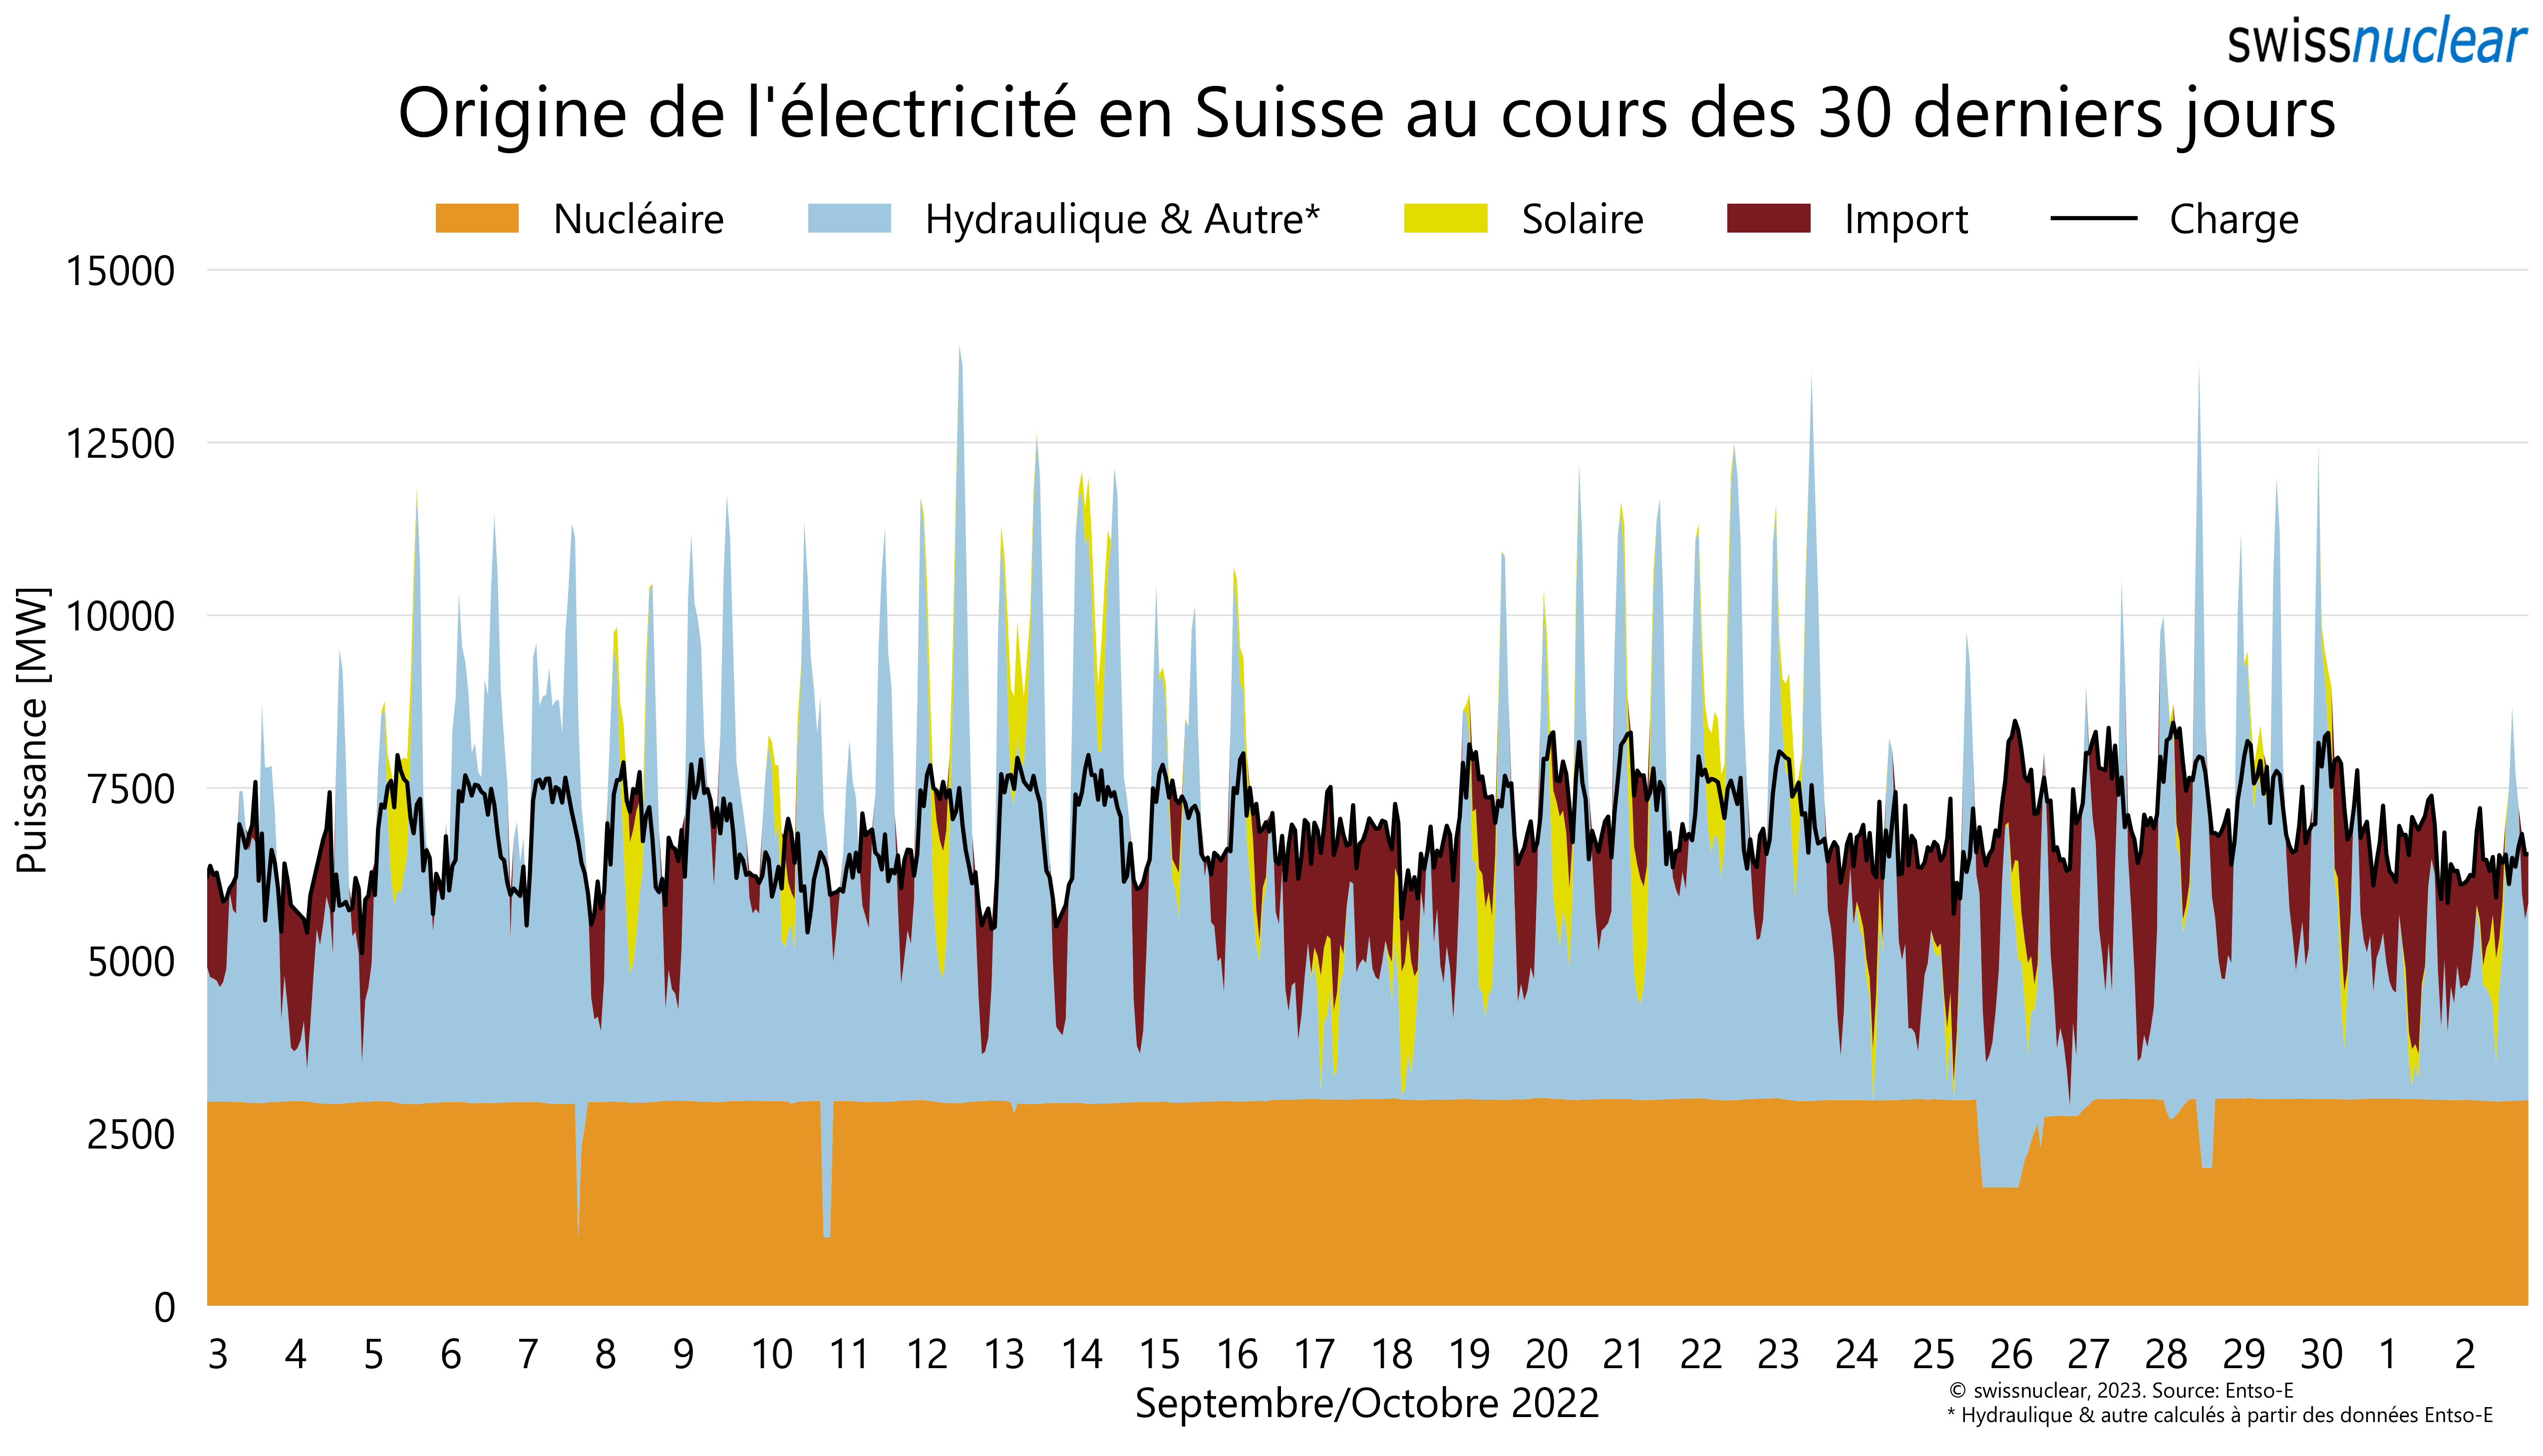 swissnuclear
Origine de l'électricité en Suisse au cours des 30 derniers jours
Nucléaire Hydraulique & Autre* Solaire Import Charge
15000
12500
10000
7500
5000
2500
0
Puissance [MW]
3 4 5 6 7 8 9 10 11 12 13 14 15 16 17 18 19 20 21 22 23 24 25 26 27 28 29 30 1 2
Septembre/Octobre 2022
© swissnuclear, 2023. Source: Entso-E
* Hydraulique & autre calculés à partir des données Entso-E